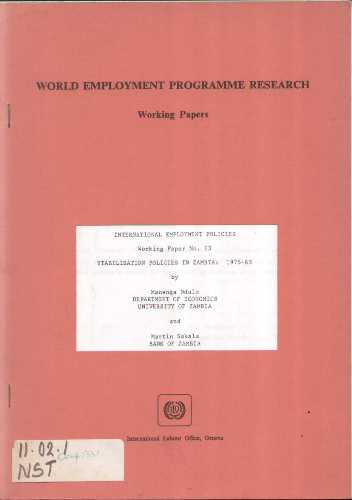 WORLD EMPLOYMENT PROGRAMME RESEARCH
Working Papers
INTERNATIONAL EMPLOYMENT POLICIES
Working Paper No. 13
STABILISATION POLICIES IN ZAMBIA: 1975-85
by
Manenga Ndulo
DEPARTMENT OF ECONOMICS
UNIVERSITY OF ZAMBIA
and
Martin Sakala
BANK OF ZAMBIA
International Labour Office, Geneva
11.02.1
NST